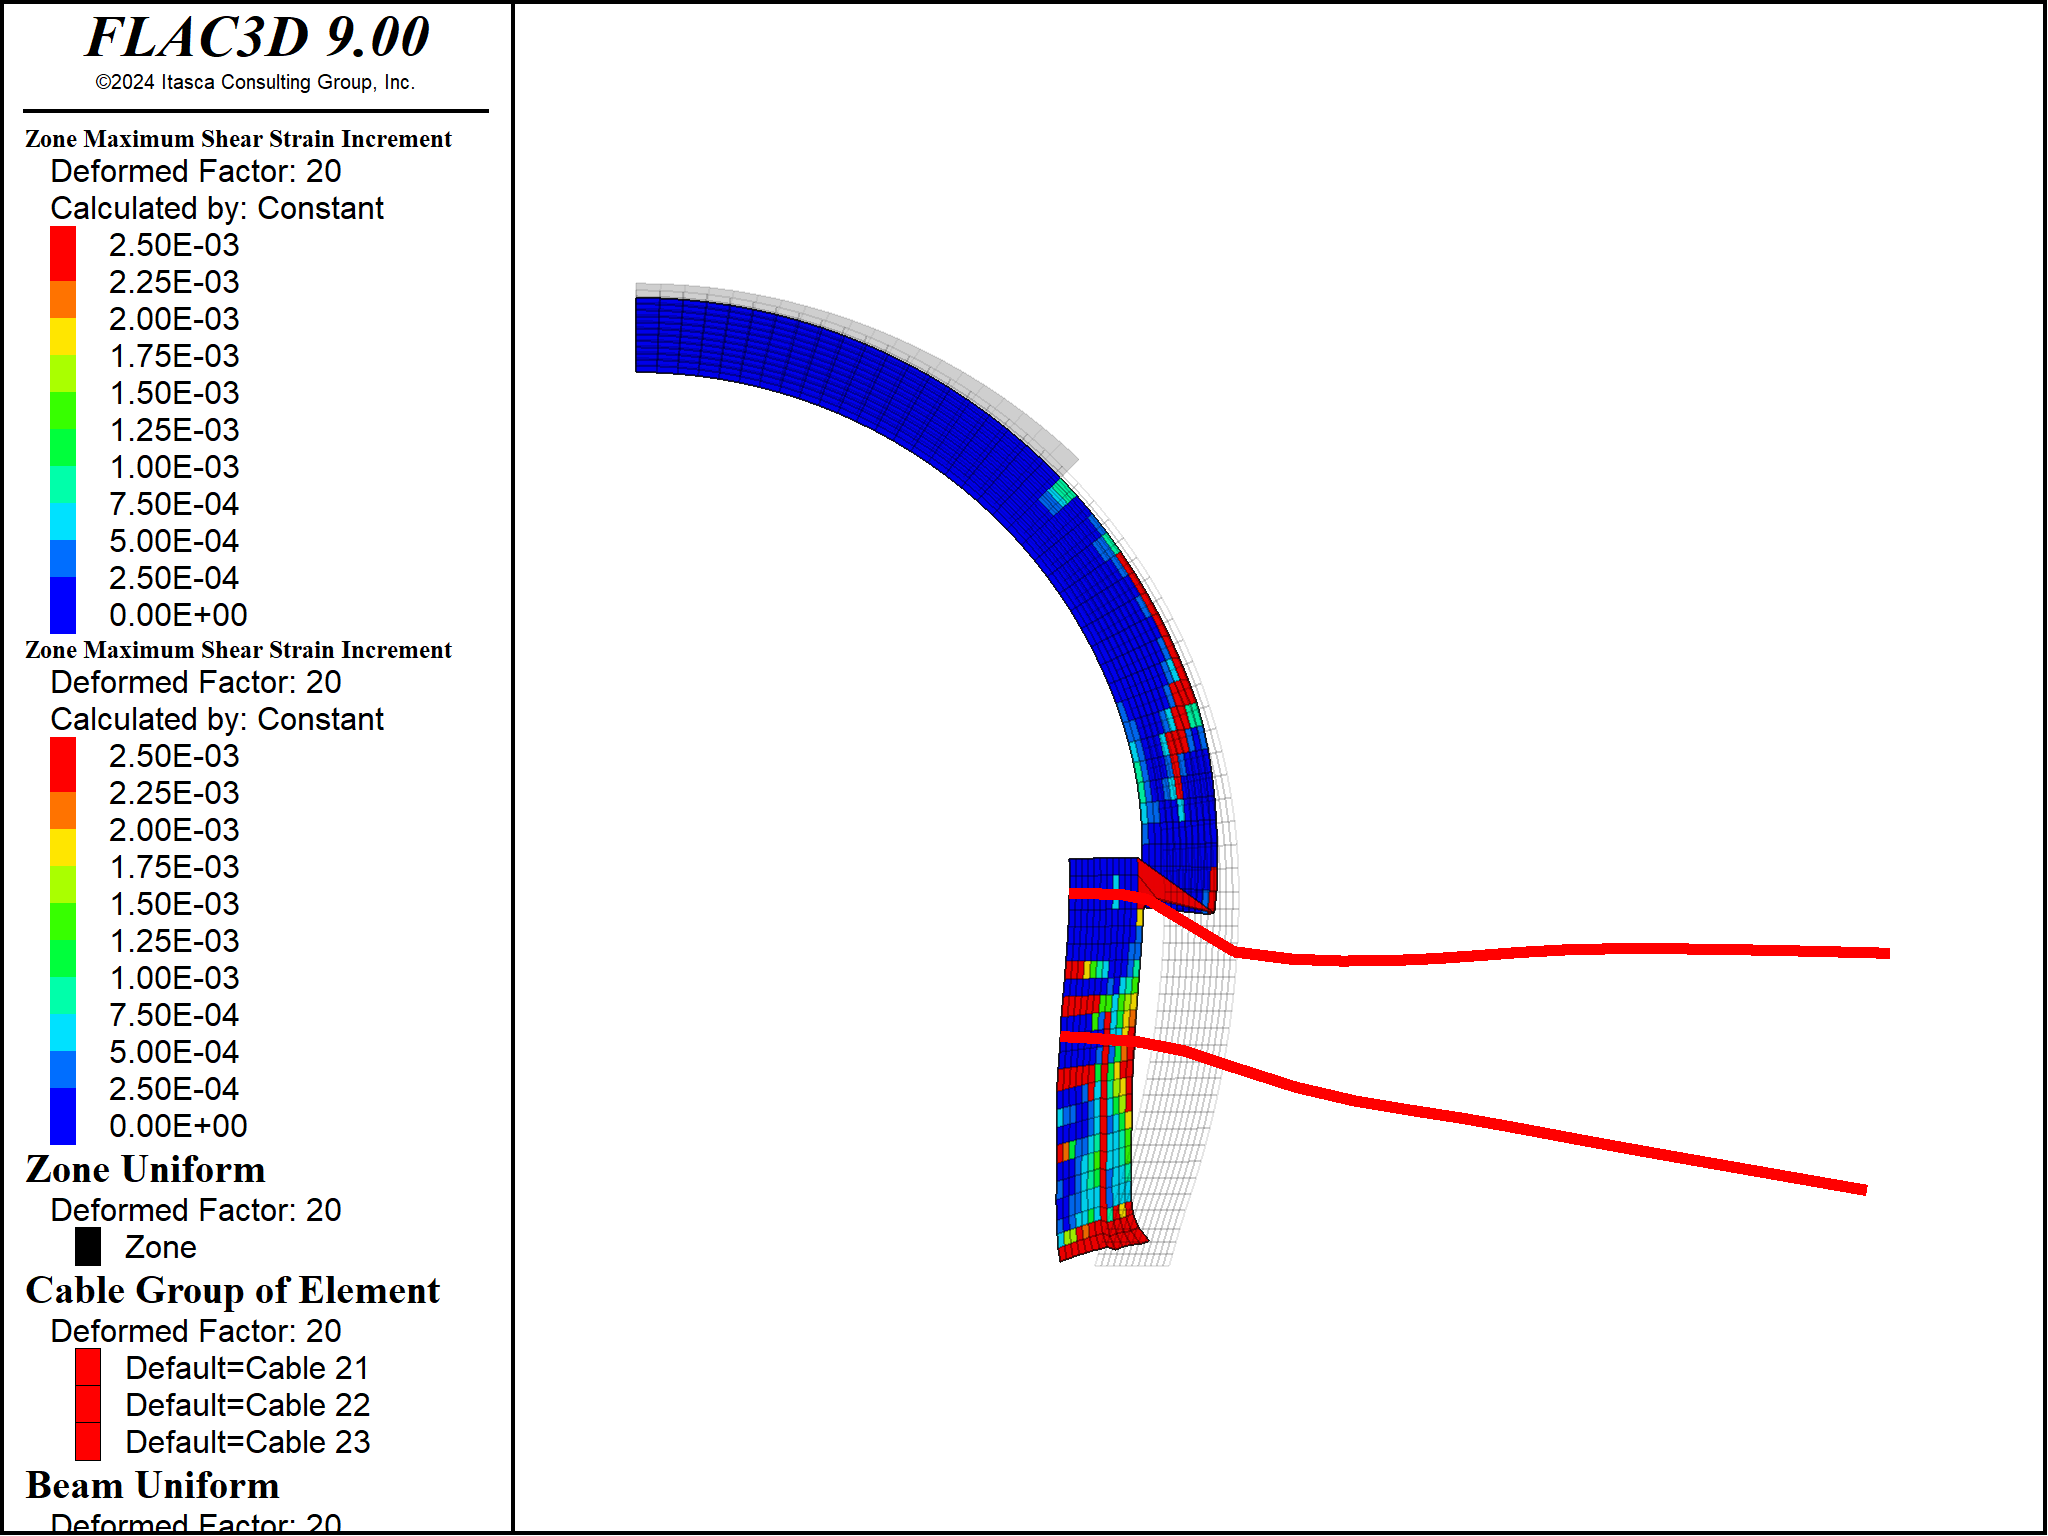 FLAC3D 9.00
©2024 Itasca Consulting Group, Inc.
Zone Maximum Shear Strain Increment
Deformed Factor: 20
Calculated by: Constant
2.50E-03
2.25E-03
2.00E-03
1.75E-03
1.50E-03
1.25E-03
1.00E-03
7.50E-04
5.00E-04
2.50E-04
0.00E+00
Zone Maximum Shear Strain Increment
Deformed Factor: 20
Calculated by: Constant
2.50E-03
2.25E-03
2.00E-03
1.75E-03
1.50E-03
1.25E-03
1.00E-03
7.50E-04
5.00E-04
2.50E-04
0.00E+00
Zone Uniform
Deformed Factor: 20
Zone
Cable Group of Element
Deformed Factor: 20
Default=Cable 21
Default=Cable 22
Default=Cable 23
Beam Uniform
Deformed Factor: 20